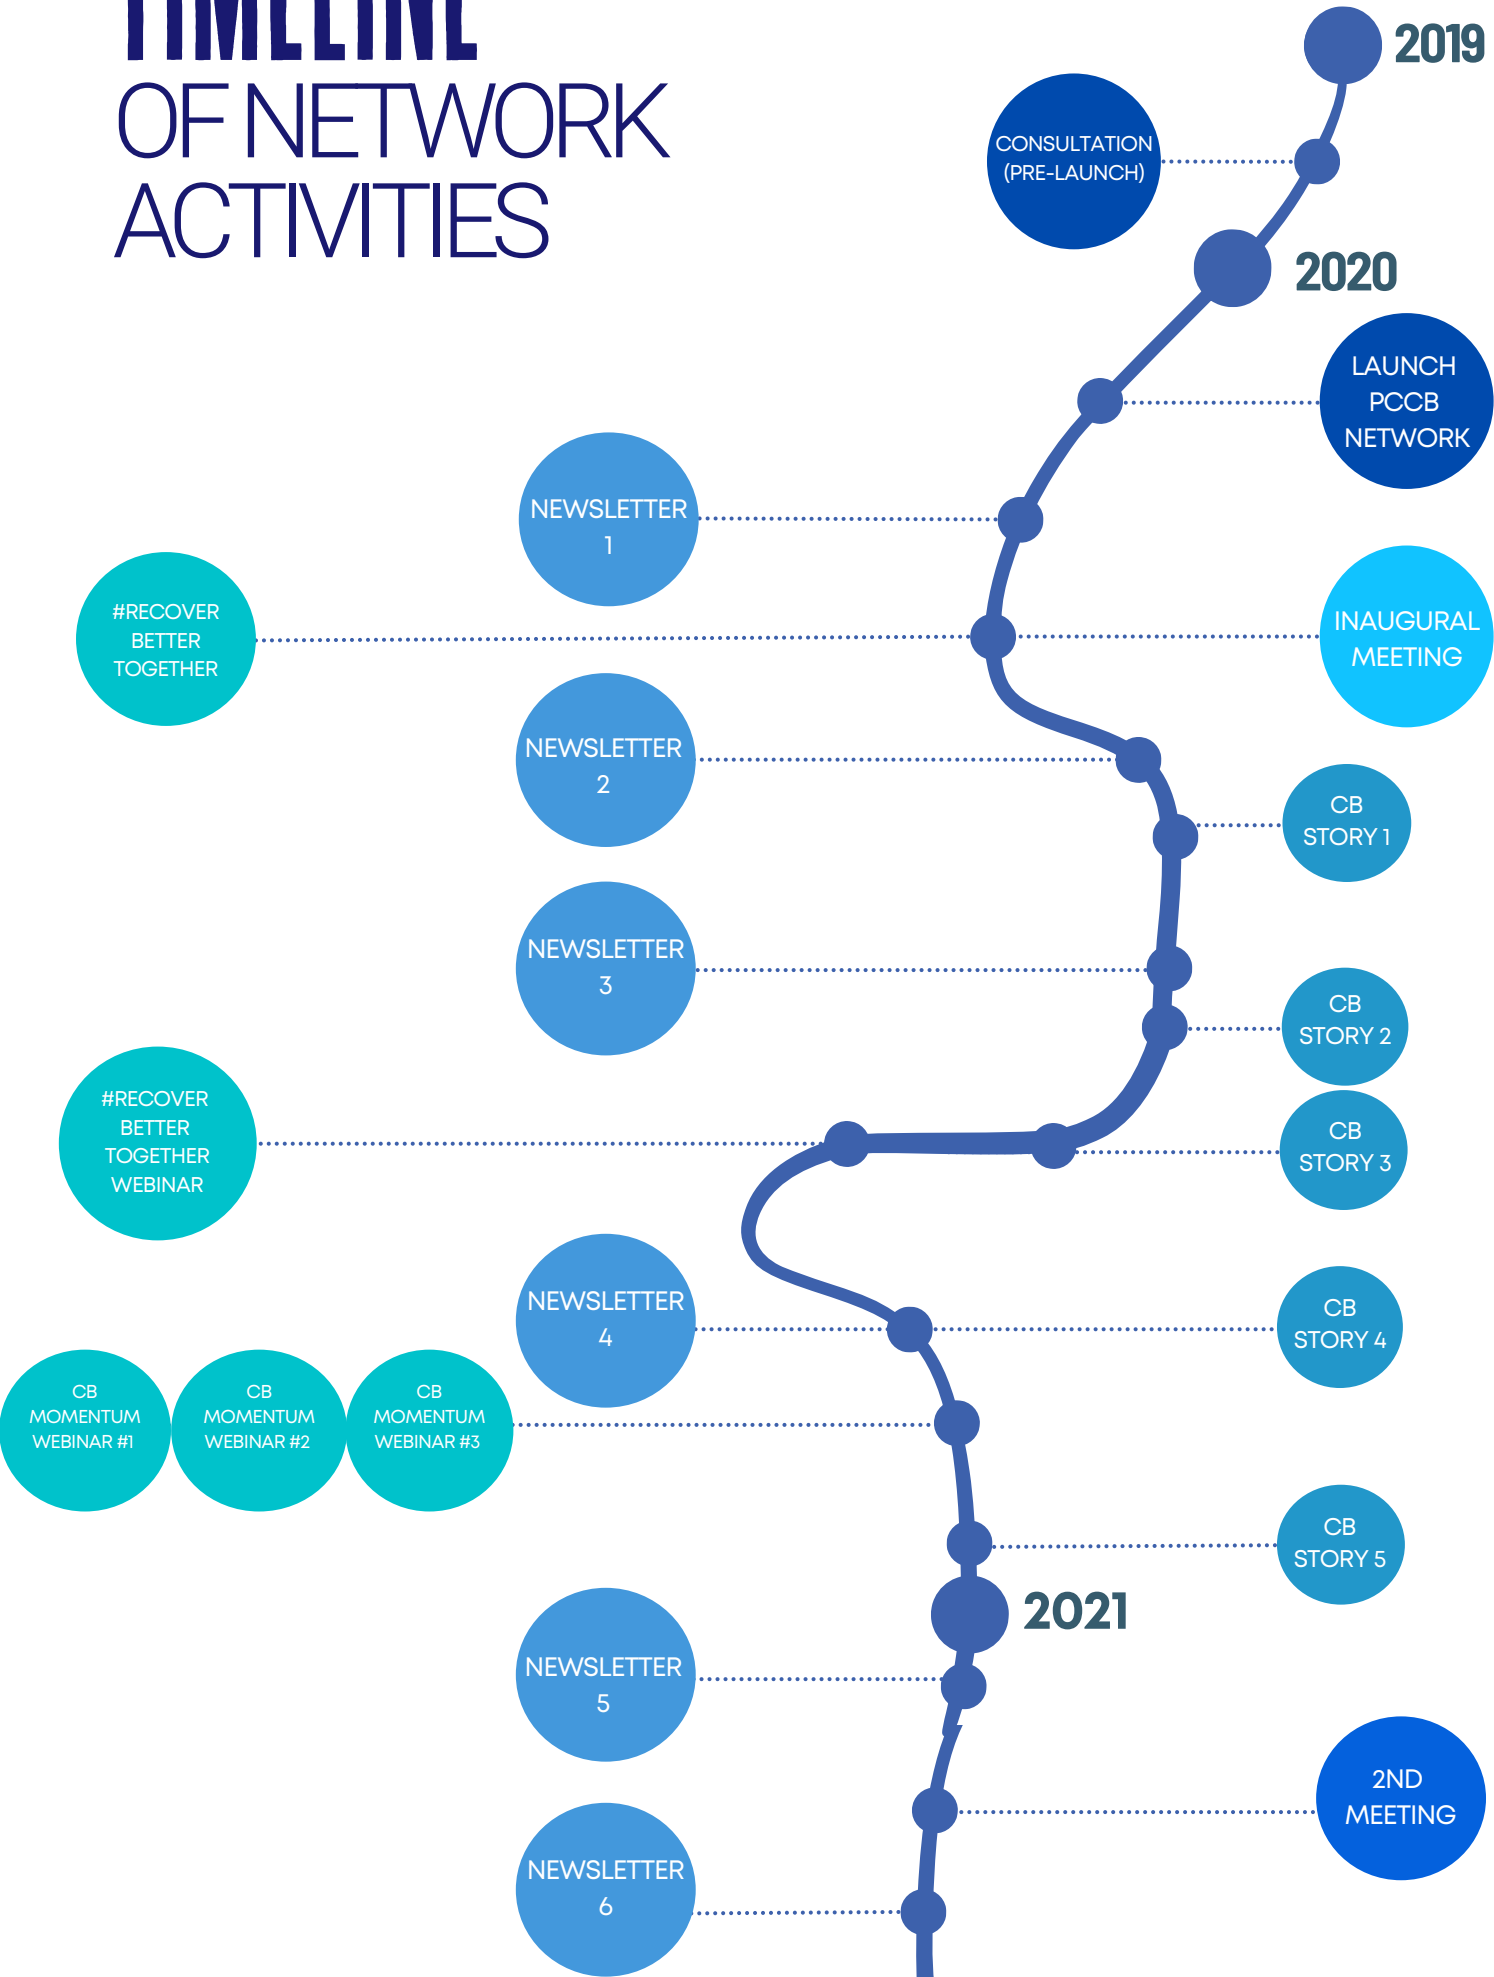 TIMELINE
OF NETWORK
ACTIVITIES
2019
CONSULTATION
(PRE-LAUNCH)
2020
LAUNCH
PCCB
NETWORK
NEWSLETTER
1
#RECOVER
BETTER
TOGETHER
INAUGURAL
MEETING
NEWSLETTER
2
CB
STORY 1
NEWSLETTER
3
CB
STORY 2
#RECOVER
BETTER
TOGETHER
WEBINAR
CB
STORY 3
NEWSLETTER
4
CB
STORY 4
CB
MOMENTUM
WEBINAR #1
CB
MOMENTUM
WEBINAR #2
CB
MOMENTUM
WEBINAR #3
CB
STORY 5
2021
NEWSLETTER
5
2ND
MEETING
NEWSLETTER
6